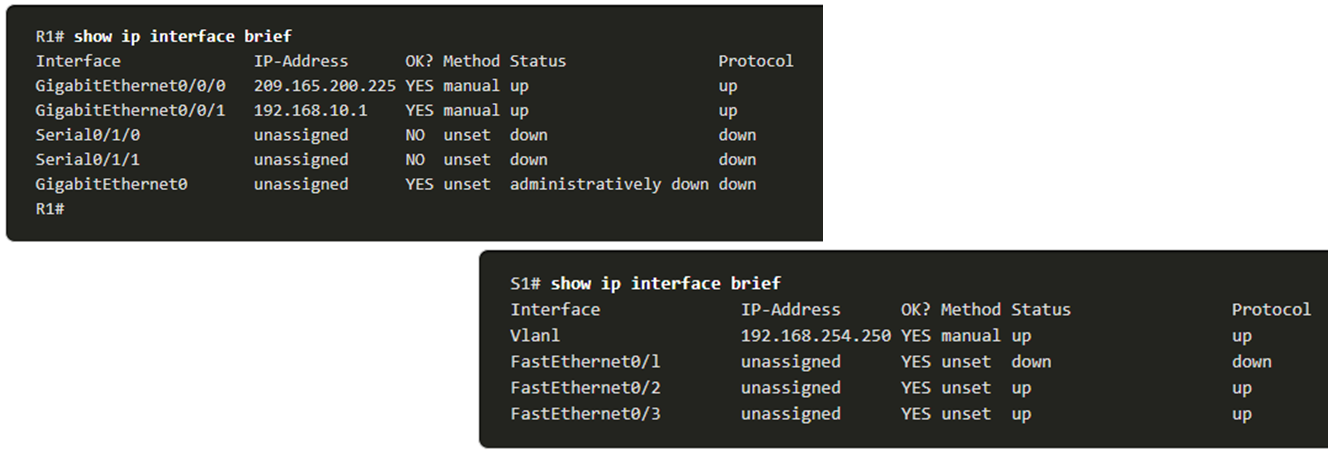 R1# show ip interface brief
Interface IP-Address OK? Method Status Protocol
GigabitEthernet0/0/0 209.165.200.225 YES manual up up
GigabitEthernet0/0/1 192.168.10.1 YES manual up up
Serial0/1/0 unassigned NO unset down down
Serial0/1/1 unassigned NO unset down down
GigabitEthernet0 unassigned YES unset administratively down down
R1#
S1# show ip interface brief
Interface IP-Address OK? Method Status Protocol
Vlanl 192.168.254.250 YES manual up up
FastEthernet0/l unassigned YES unset down down
FastEthernet0/2 unassigned YES unset up up
FastEthernet0/3 unassigned YES unset up up